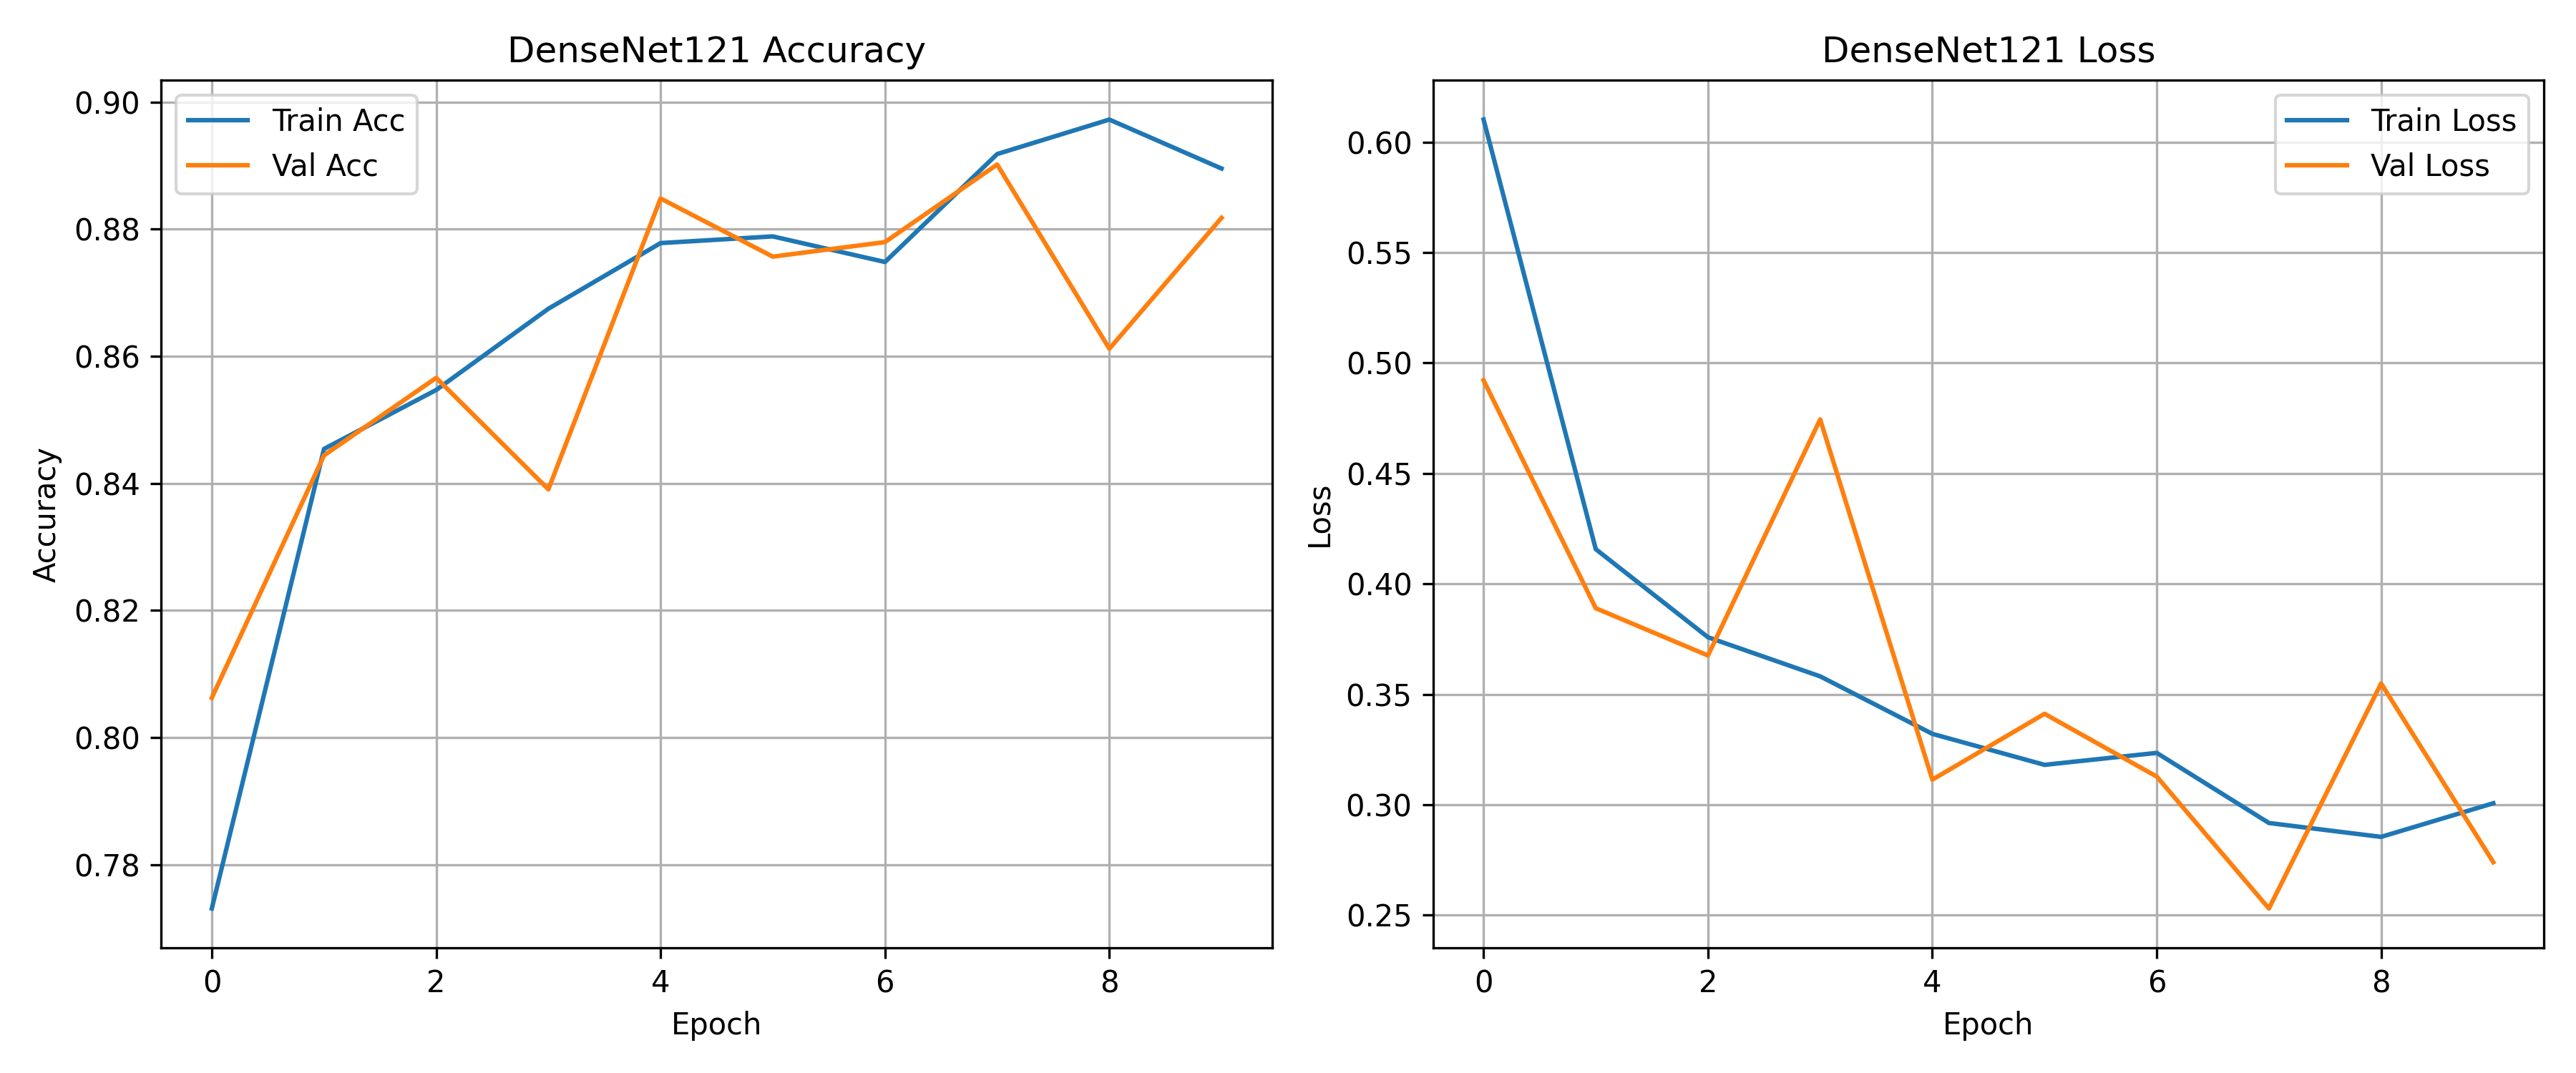 DenseNet121 Accuracy
Train Acc
Val Acc
0.90
0.88
0.86
0.84
0.82
0.80
0.78
Accuracy
0 2 4 6 8
Epoch
DenseNet121 Loss
Train Loss
Val Loss
0.60
0.55
0.50
0.45
0.40
0.35
0.30
0.25
Loss
0 2 4 6 8
Epoch